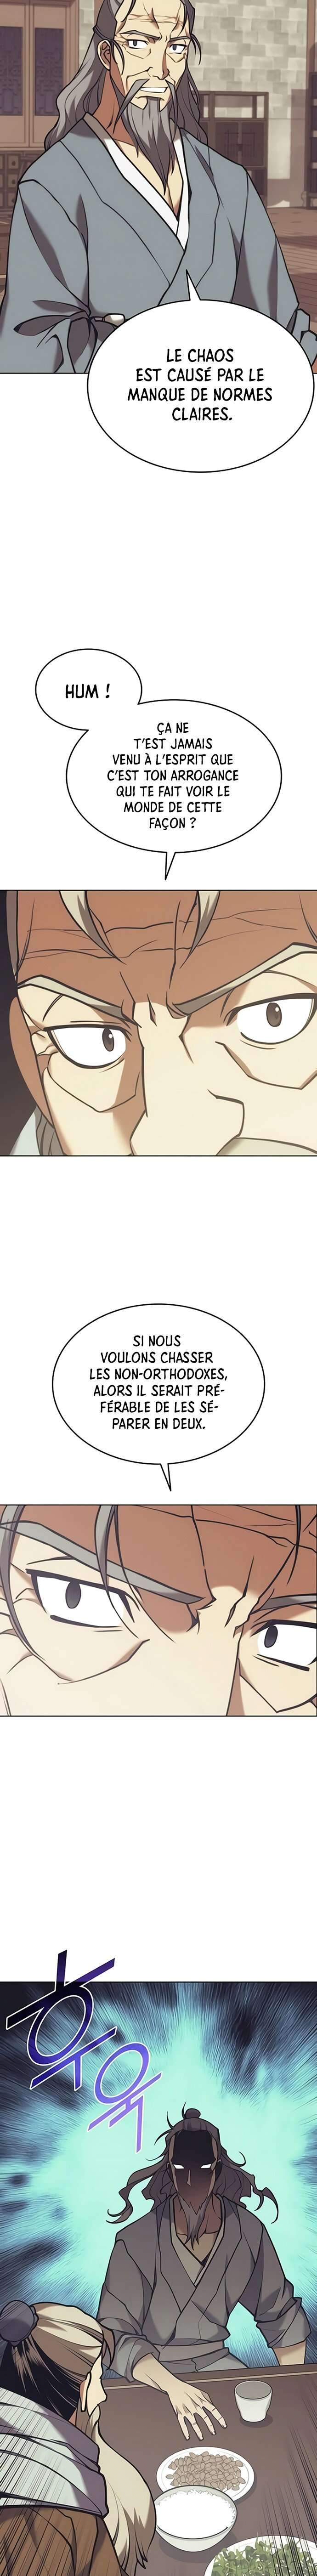 LE CHAOS
EST CAUSÉ PAR LE
MANQUE DE NORMES
CLAIRES.
HUM !
ÇA NE
T'EST JAMAIS
VENU À L'ESPRIT QUE
C'EST TON ARROGANCE
QUI TE FAIT VOIR LE
MONDE DE CETTE
FAÇON ?
SI NOUS
VOULONS CHASSER
LES NON-ORTHODOXES,
ALORS IL SERAIT PRÉ-
FÉRABLE DE LES SÉ-
PARER EN DEUX.